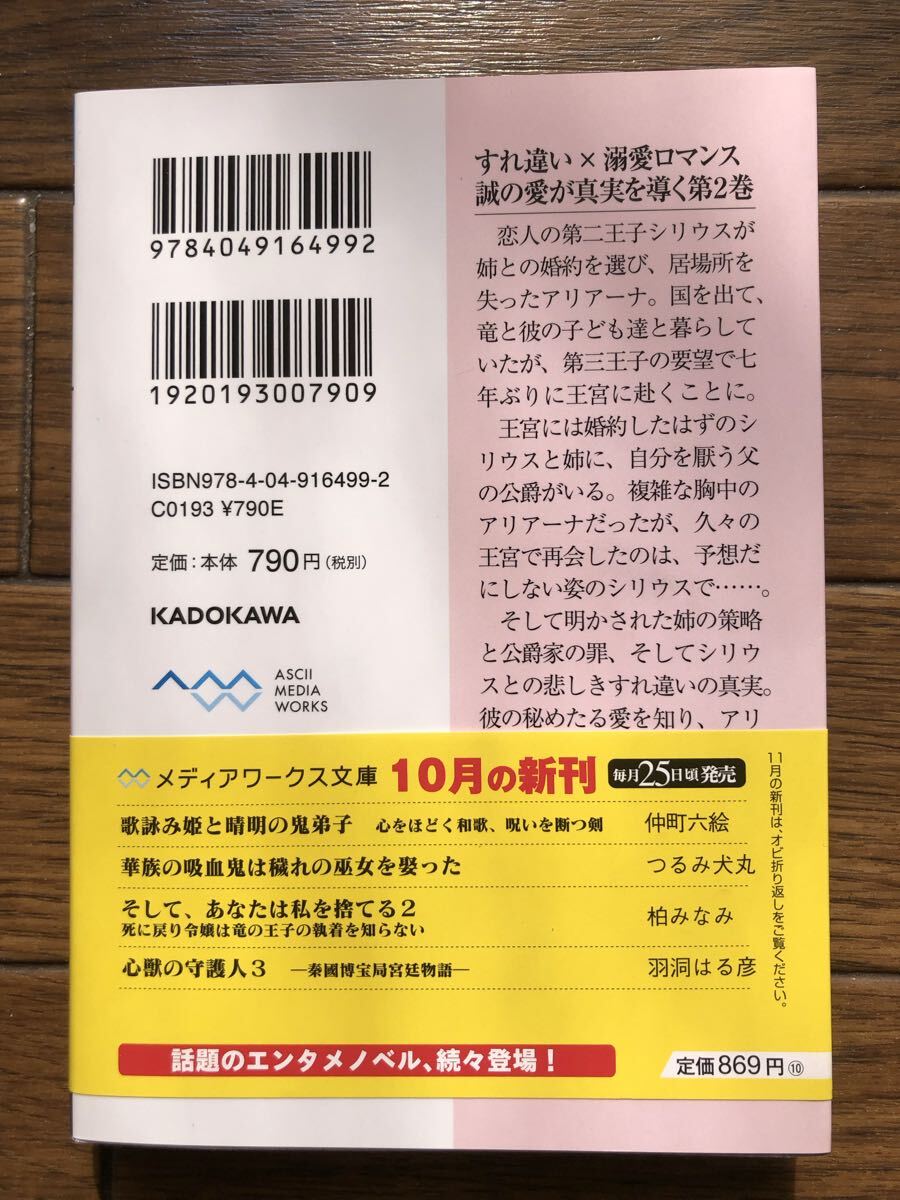 9784049164992
1920193007909
ISBN978-4-04-916499-2
C0193 ¥790E
定価:本体 790円(税別)
KADOKAWA
ASCII
MEDIA
WORKS
すれ違い×溺愛ロマンス
誠の愛が真実を導く第2巻
恋人の第二王子シリウスが
姉との婚約を選び、居場所を
失ったアリアーナ。国を出て、
竜と彼の子ども達と暮らして
いたが、第三王子の要望で七
年ぶりに王宮に赴くことに。
王宮には婚約したはずのシ
リウスと姉に、自分を厭う父
の公爵がいる。複雑な胸中の
アリアーナだったが、久々の
王宮で再会したのは、予想だ
にしない姿のシリウスで……。
そして明かされた姉の策略
と公爵家の罪、そしてシリウ
スとの悲しきすれ違いの真実。
彼の秘めたる愛を知り、アリ
メディアワークス文庫 10月の新刊 毎月25日頃発売
歌詠み姫と晴明の鬼弟子 心をほどく和歌、呪いを断つ剣 仲町六絵
華族の吸血鬼は穢れの巫女を娶った つるみ犬丸
そして、あなたは私を捨てる2
死に戻り令嬢は竜の王子の執着を知らない 柏みなみ
心獣の守護人3 ―秦國博宝局宮廷物語― 羽洞はる彦
11月の新刊は、オビ折り返しをご覧ください。
話題のエンタメノベル、続々登場!
定価869円⑩